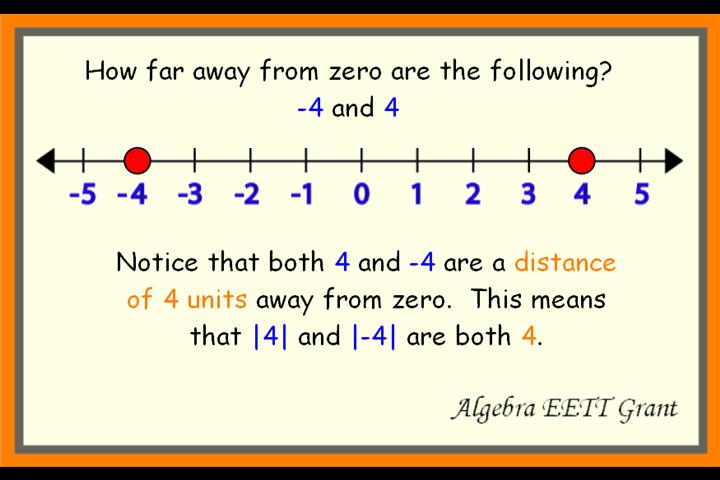 How far away from zero are the following?
-4 and 4
-5 -4 -3 -2 -1 0 1 2 3 4 5
Notice that both 4 and -4 are a distance
of 4 units away from zero. This means
that |4| and |-4| are both 4.
Algebra EETT Grant